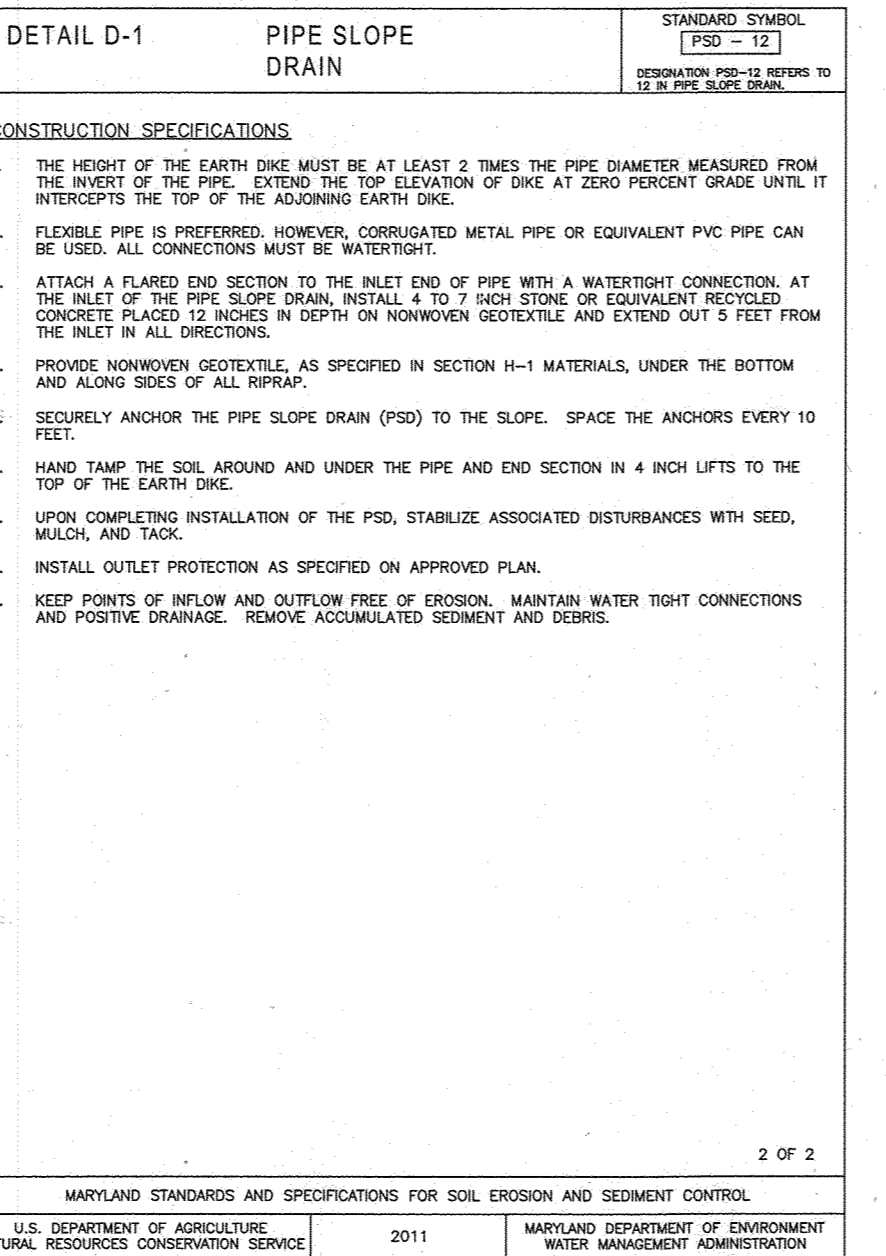 DETAIL D-1 PIPE SLOPE
DRAIN
STANDARD SYMBOL
PSD - 12
DESIGNATION PSD-12 REFERS TO
12 IN PIPE SLOPE DRAIN.
CONSTRUCTION SPECIFICATIONS
THE HEIGHT OF THE EARTH DIKE MUST BE AT LEAST 2 TIMES THE PIPE DIAMETER MEASURED FROM
THE INVERT OF THE PIPE. EXTEND THE TOP ELEVATION OF DIKE AT ZERO PERCENT GRADE UNTIL IT
INTERCEPTS THE TOP OF THE ADJOINING EARTH DIKE.
FLEXIBLE PIPE IS PREFERRED. HOWEVER, CORRUGATED METAL PIPE OR EQUIVALENT PVC PIPE CAN
BE USED. ALL CONNECTIONS MUST BE WATERTIGHT.
ATTACH A FLARED END SECTION TO THE INLET END OF PIPE WITH A WATERTIGHT CONNECTION. AT
THE INLET OF THE PIPE SLOPE DRAIN, INSTALL 4 TO 7 INCH STONE OR EQUIVALENT RECYCLED
CONCRETE PLACED 12 INCHES IN DEPTH ON NONWOVEN GEOTEXTILE AND EXTEND OUT 5 FEET FROM
THE INLET IN ALL DIRECTIONS.
PROVIDE NONWOVEN GEOTEXTILE, AS SPECIFIED IN SECTION H-1 MATERIALS, UNDER THE BOTTOM
AND ALONG SIDES OF ALL RIPRAP.
SECURELY ANCHOR THE PIPE SLOPE DRAIN (PSD) TO THE SLOPE. SPACE THE ANCHORS EVERY 10
FEET.
HAND TAMP THE SOIL AROUND AND UNDER THE PIPE AND END SECTION IN 4 INCH LIFTS TO THE
TOP OF THE EARTH DIKE.
UPON COMPLETING INSTALLATION OF THE PSD, STABILIZE ASSOCIATED DISTURBANCES WITH SEED,
MULCH, AND TACK.
INSTALL OUTLET PROTECTION AS SPECIFIED ON APPROVED PLAN.
KEEP POINTS OF INFLOW AND OUTFLOW FREE OF EROSION. MAINTAIN WATER TIGHT CONNECTIONS
AND POSITIVE DRAINAGE. REMOVE ACCUMULATED SEDIMENT AND DEBRIS.
2 OF 2
MARYLAND STANDARDS AND SPECIFICATIONS FOR SOIL EROSION AND SEDIMENT CONTROL
U.S. DEPARTMENT OF AGRICULTURE
TURAL RESOURCES CONSERVATION SERVICE
2011
MARYLAND DEPARTMENT OF ENVIRONMENT
WATER MANAGEMENT ADMINISTRATION